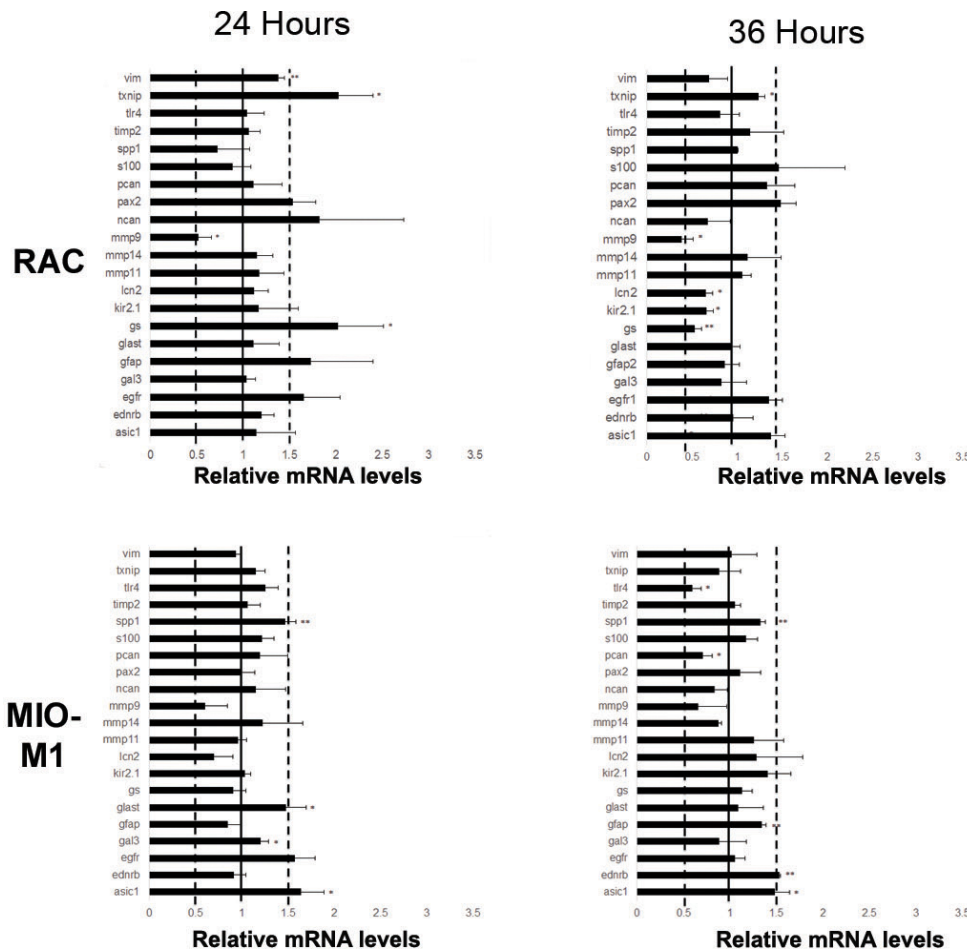 24 Hours
36 Hours
RAC
vim **
txnip *
tlr4
timp2
spp1
s100
pcan
pax2
ncan
mmp9 *
mmp14
mmp11
lcn2
kir2.1
gs *
glast
gfap
gal3
egfr
ednrb
asic1
0 0.5 1 1.5 2 2.5 3 3.5
Relative mRNA levels
vim
txnip *
tlr4
timp2
spp1
s100
pcan
pax2
ncan
mmp9 *
mmp14
mmp11
lcn2 *
kir2.1 *
gs **
glast
gfap2
gal3
egfr1
ednrb
asic1
0 0.5 1 1.5 2 2.5 3 3.5
Relative mRNA levels
MIO-
M1
vim
txnip
tlr4
timp2
spp1 **
s100
pcan
pax2
ncan
mmp9
mmp14
mmp11
lcn2
kir2.1
gs
glast *
gfap
gal3 *
egfr
ednrb
asic1 *
0 0.5 1 1.5 2 2.5 3 3.5
Relative mRNA levels
vim
txnip
tlr4 *
timp2
spp1 **
s100
pcan *
pax2
ncan
mmp9
mmp14
mmp11
lcn2
kir2.1
gs
glast
gfap **
gal3
egfr
ednrb **
asic1 *
0 0.5 1 1.5 2 2.5 3 3.5
Relative mRNA levels